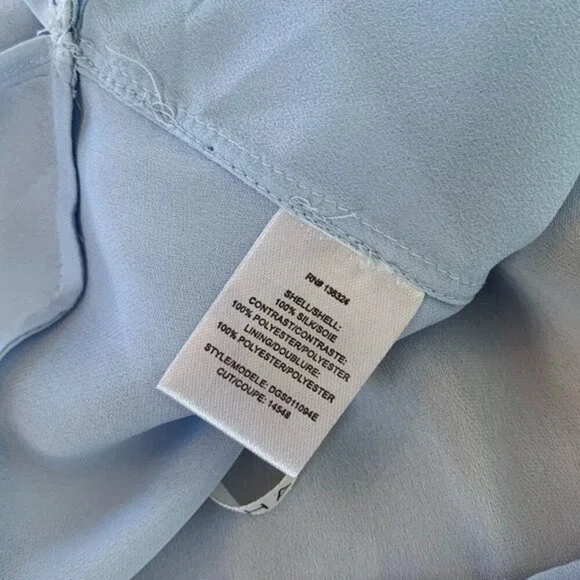 RN# 136324
SHELL/SHELL:
100% SILK/SOIE
CONTRAST/CONTRASTE:
100% POLYESTER/POLYESTER
LINING/DOUBLURE:
100% POLYESTER/POLYESTER
STYLE/MODELE: DGS011094E
CUT/COUPE: 14548